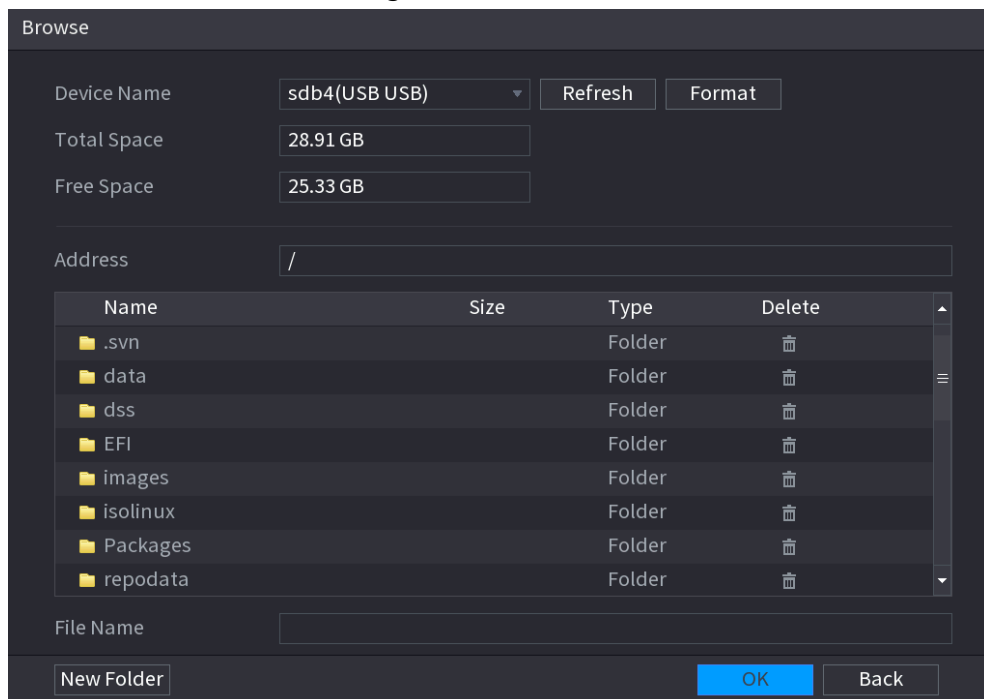 Browse
Device Name sdb4(USB USB) Refresh Format
Total Space 28.91 GB
Free Space 25.33 GB
Address /
Name Size Type Delete
.svn Folder
data Folder
dss Folder
EFI Folder
images Folder
isolinux Folder
Packages Folder
repodata Folder
File Name
New Folder OK Back